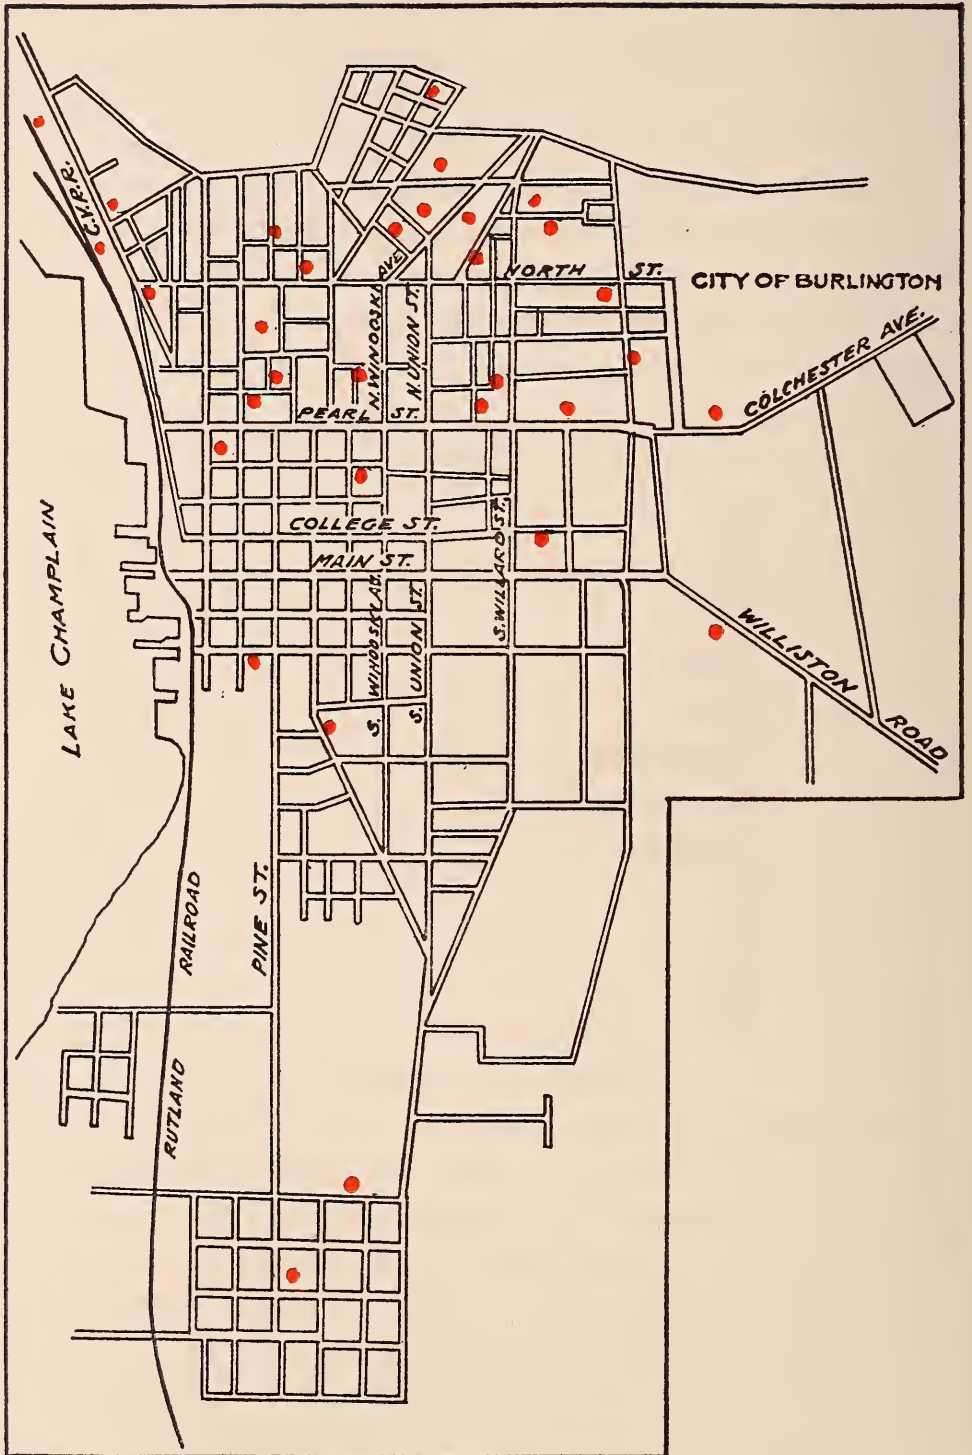 C.V.R.R.
NORTH ST.
CITY OF BURLINGTON
N. WINOOSKI AVE
N. UNION ST.
COLCHESTER AVE.
PEARL ST.
COLLEGE ST.
MAIN ST.
LAKE CHAMPLAIN
S. WINOOSKI AV.
S. UNION ST.
S. WILLARD ST.
WILLISTON ROAD
PINE ST.
RUTLAND RAILROAD